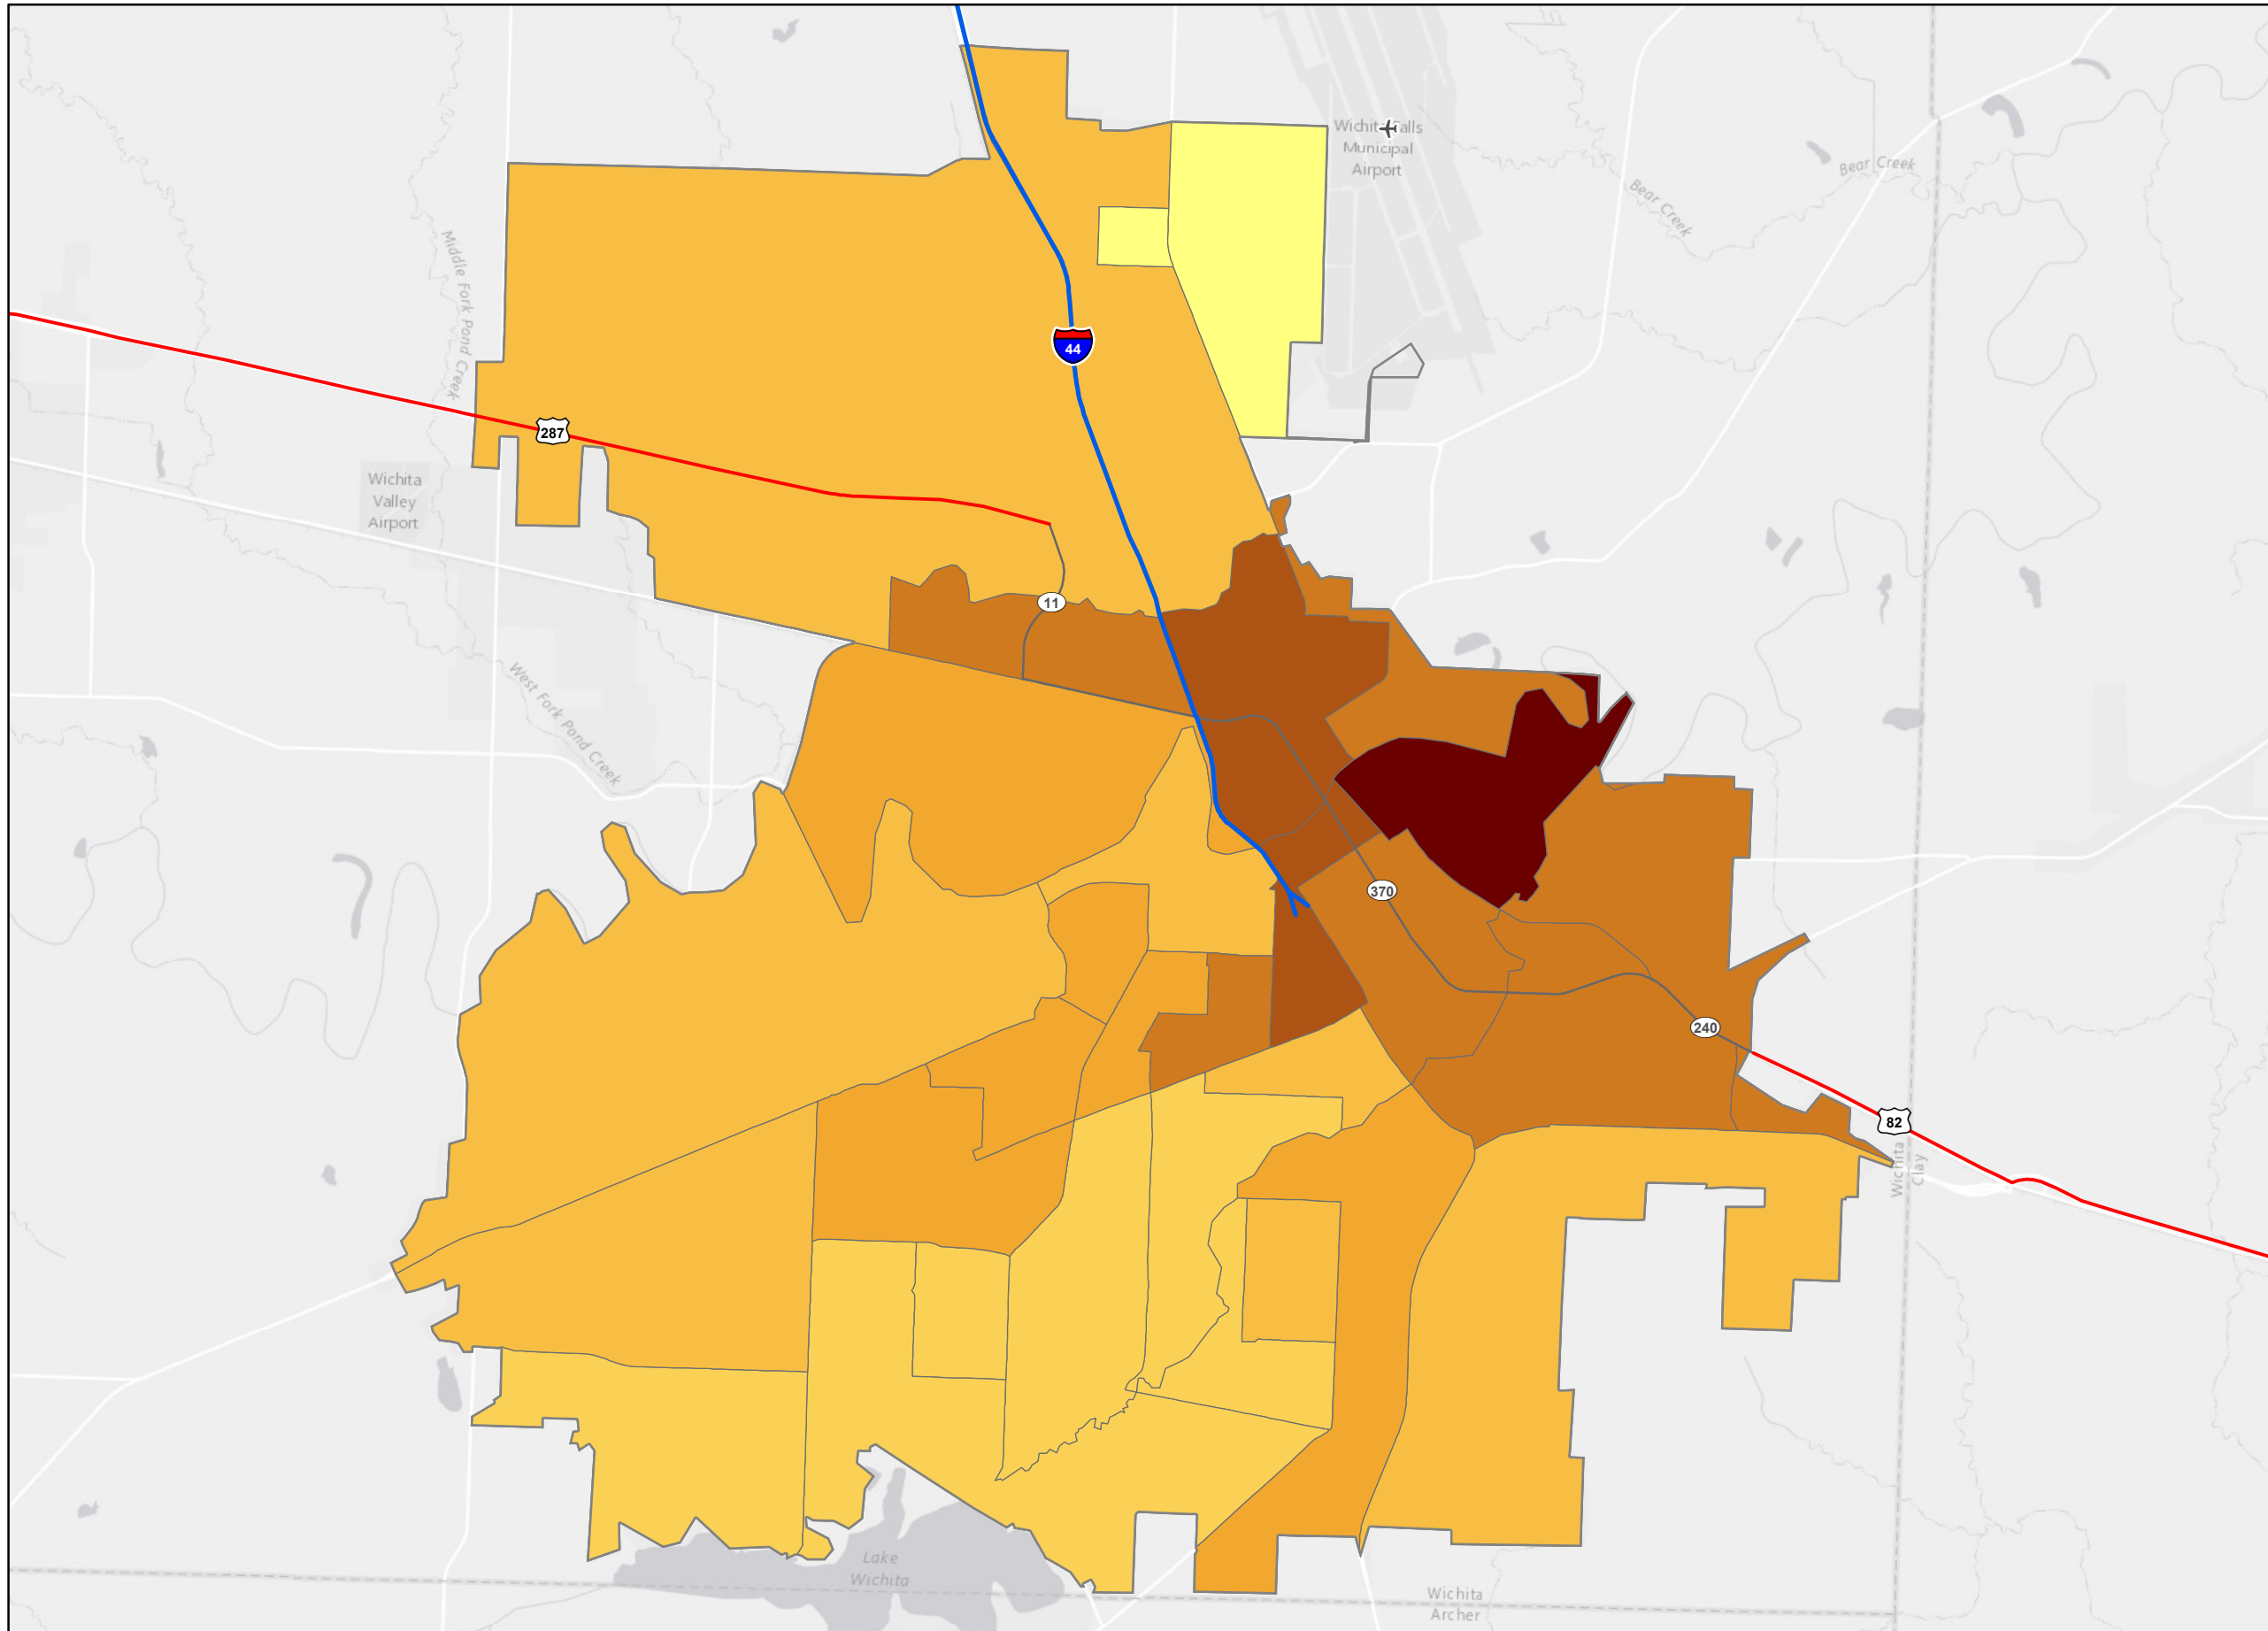 Wichita Falls
Municipal
Airport
Bear Creek
Bear Creek
Middle Fork Pond Creek
44
287
Wichita
Valley
Airport
11
West Fork Pond Creek
370
240
82
Wichita
Clay
Lake
Wichita
Wichita
Archer